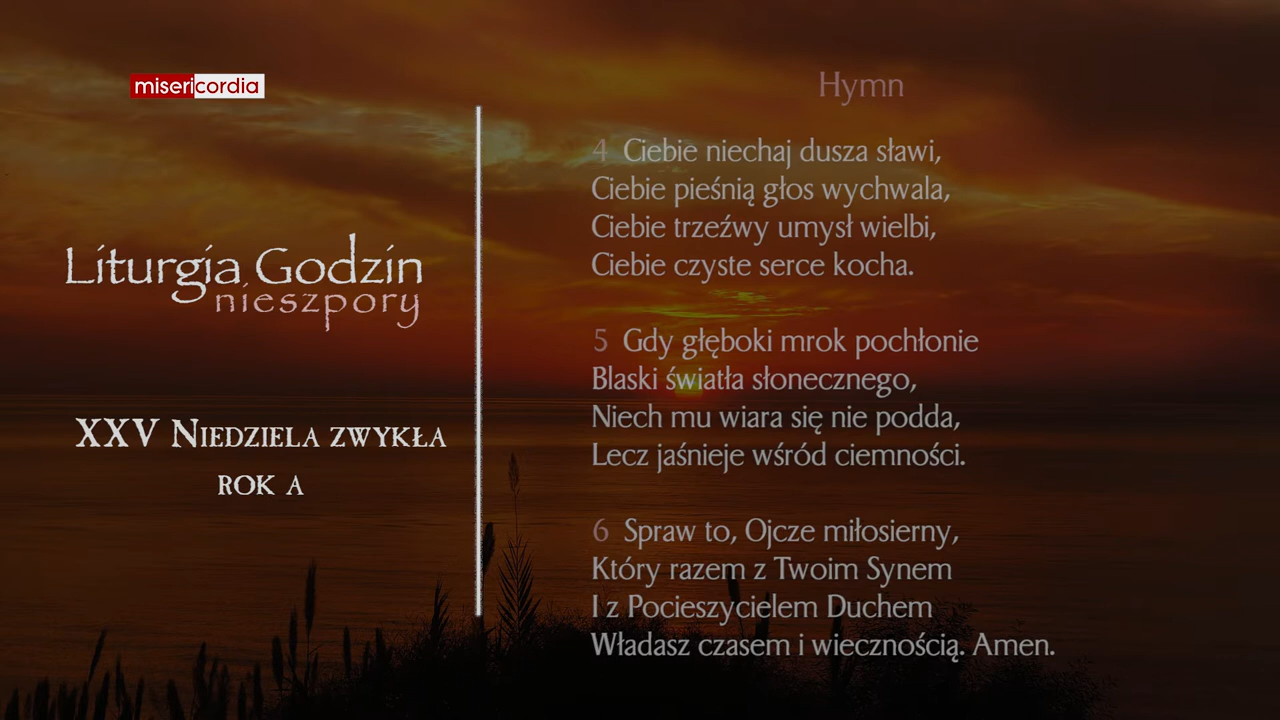 misericordia
Liturgia Godzin
nieszpory
XXV Niedziela zwykła
rok A
Hymn
4 Ciebie niechaj dusza sławi,
Ciebie pieśnią głos wychwala,
Ciebie trzeźwy umysł wielbi,
Ciebie czyste serce kocha.
5 Gdy głęboki mrok pochłonie
Blaski światła słonecznego,
Niech mu wiara się nie podda,
Lecz jaśnieje wśród ciemności.
6 Spraw to, Ojcze miłosierny,
Który razem z Twoim Synem
I z Pocieszycielem Duchem
Władasz czasem i wiecznością. Amen.